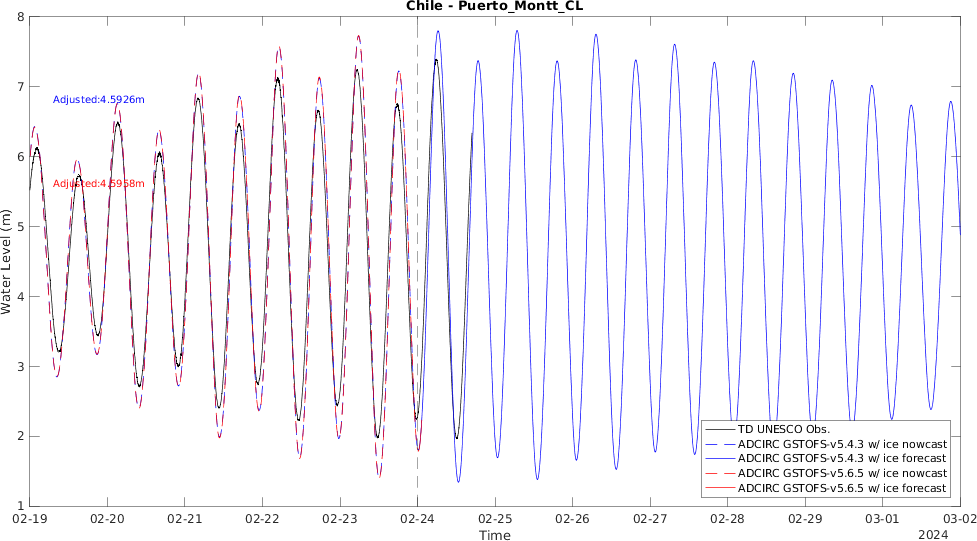 Chile - Puerto_Montt_CL
8
7
6
5
4
3
2
1
Water Level (m)
Adjusted:4.5926m
Adjusted:4.5958m
TD UNESCO Obs.
ADCIRC GSTOFS-v5.4.3 w/ ice nowcast
ADCIRC GSTOFS-v5.4.3 w/ ice forecast
ADCIRC GSTOFS-v5.6.5 w/ ice nowcast
ADCIRC GSTOFS-v5.6.5 w/ ice forecast
02-19 02-20 02-21 02-22 02-23 02-24 02-25 02-26 02-27 02-28 02-29 03-01 03-02
Time
2024